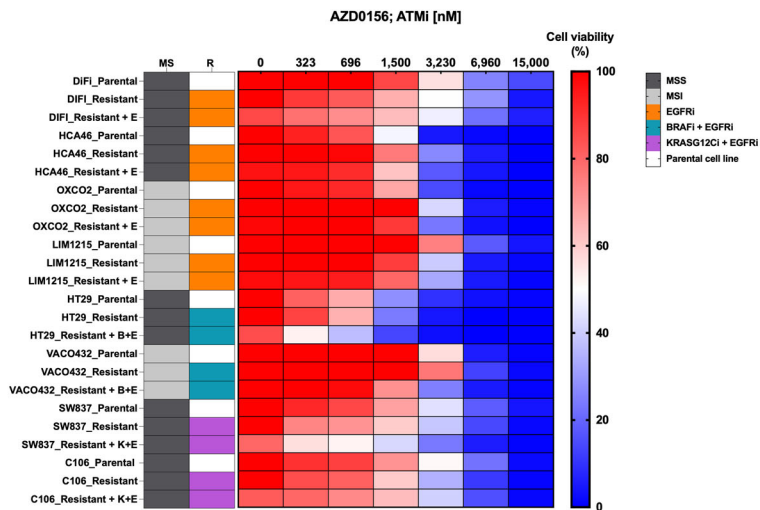 AZD0156; ATMi [nM]
Cell viability
(%)
MS R 0 323 696 1,500 3,230 6,960 15,000
DiFi_Parental
DIFI_Resistant
DIFI_Resistant + E
HCA46_Parental
HCA46_Resistant
HCA46_Resistant + E
OXCO2_Parental
OXCO2_Resistant
OXCO2_Resistant + E
LIM1215_Parental
LIM1215_Resistant
LIM1215_Resistant + E
HT29_Parental
HT29_Resistant
HT29_Resistant + B+E
VACO432_Parental
VACO432_Resistant
VACO432_Resistant + B+E
SW837_Parental
SW837_Resistant
SW837_Resistant + K+E
C106_Parental
C106_Resistant
C106_Resistant + K+E
100
80
60
40
20
0
MSS
MSI
EGFRi
BRAFi + EGFRi
KRASG12Ci + EGFRi
Parental cell line